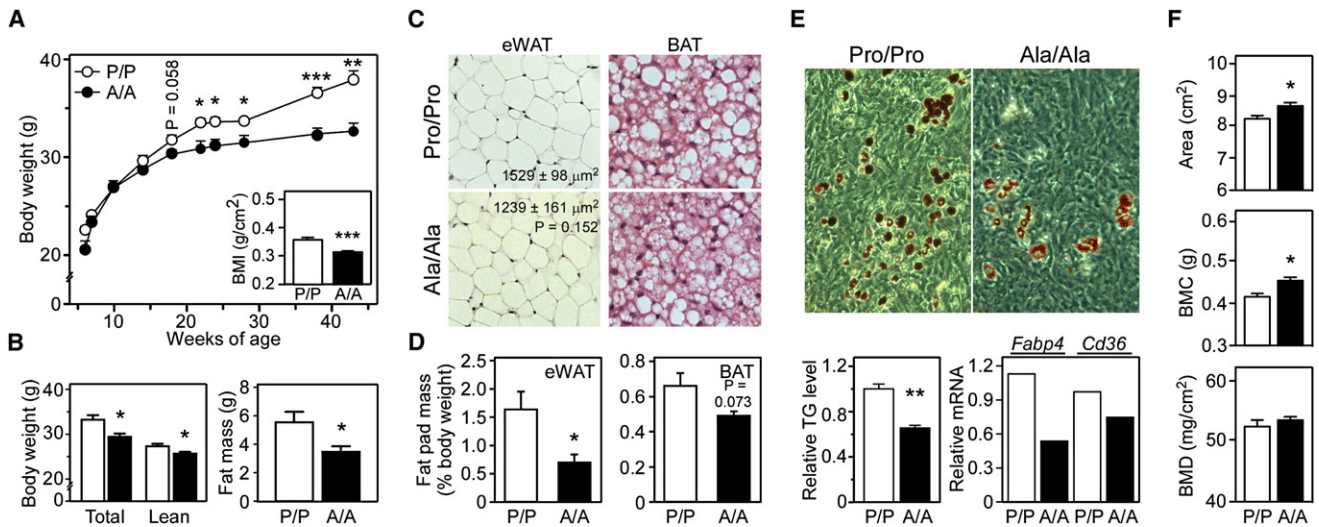 A
Body weight (g)
40
30
20
P/P
A/A
P = 0.058
*
*
*
***
**
BMI (g/cm2)
0.5
0.4
0.3
0.2
***
P/P A/A
10 20 30 40
Weeks of age
B
Body weight (g)
40
30
20
*
*
Total Lean
Fat mass (g)
8
6
4
2
0
*
P/P A/A
C
eWAT BAT
Pro/Pro
1529 ± 98 μm2
Ala/Ala
1239 ± 161 μm2
P = 0.152
D
Fat pad mass
(% body weight)
2.5
2.0
1.5
1.0
0.5
0
eWAT
*
P/P A/A
0.8
0.6
0.4
0.2
0
BAT
P =
0.073
P/P A/A
E
Pro/Pro Ala/Ala
Relative TG level
1.2
0.9
0.6
0.3
0
**
P/P A/A
Relative mRNA
1.2
0.9
0.6
0.3
0
Fabp4 Cd36
P/P A/A P/P A/A
F
Area (cm2)
10
9
8
7
6
*
BMC (g)
0.6
0.5
0.4
0.3
*
BMD (mg/cm2)
60
50
40
P/P A/A